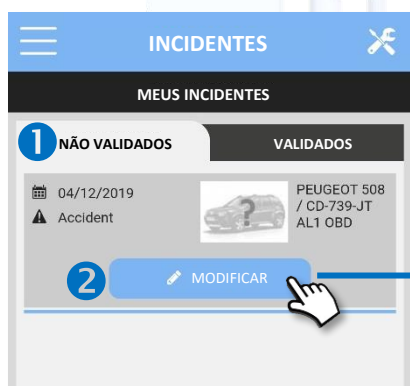 INCIDENTES
MEUS INCIDENTES
1 NÃO VALIDADOS VALIDADOS
04/12/2019
Accident
?
PEUGEOT 508
/ CD-739-JT
AL1 OBD
2 MODIFICAR